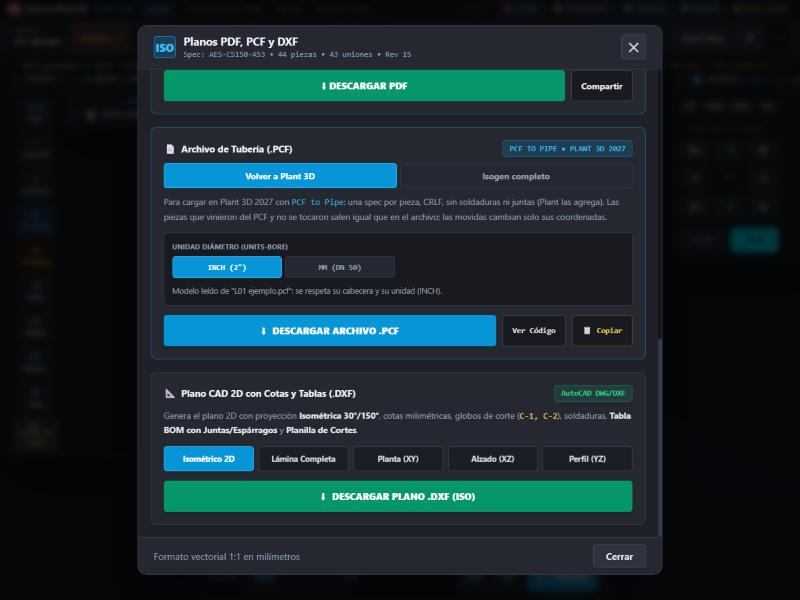 ISO
Planos PDF, PCF y DXF
Spec: AES-CS150-A53 • 44 piezas • 43 uniones • Rev 15
⬇ DESCARGAR PDF
Compartir
Archivo de Tubería (.PCF)
PCF TO PIPE • PLANT 3D 2027
Volver a Plant 3D
Isogen completo
Para cargar en Plant 3D 2027 con PCF to Pipe: una spec por pieza, CRLF, sin soldaduras ni juntas (Plant las agrega). Las
piezas que vinieron del PCF y no se tocaron salen igual que en el archivo; las movidas cambian solo sus coordenadas.
UNIDAD DIÁMETRO (UNITS-BORE)
INCH (2")
MM (DN 50)
Modelo leído de "L01 ejemplo.pcf": se respeta su cabecera y su unidad (INCH).
⬇ DESCARGAR ARCHIVO .PCF
Ver Código
Copiar
Plano CAD 2D con Cotas y Tablas (.DXF)
AutoCAD DWG/DXF
Genera el plano 2D con proyección Isométrica 30°/150°, cotas milimétricas, globos de corte (C-1, C-2), soldaduras, Tabla
BOM con Juntas/Espárragos y Planilla de Cortes.
Isométrico 2D
Lámina Completa
Planta (XY)
Alzado (XZ)
Perfil (YZ)
⬇ DESCARGAR PLANO .DXF (ISO)
Formato vectorial 1:1 en milímetros
Cerrar